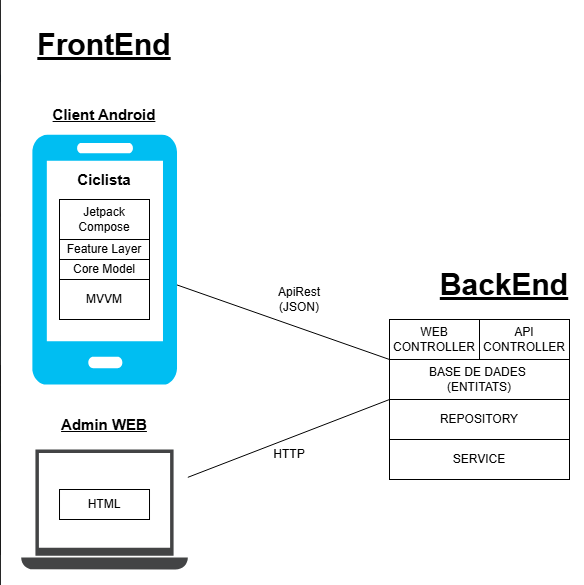 FrontEnd
Client Android
Ciclista
Jetpack
Compose
Feature Layer
Core Model
MVVM
ApiRest
(JSON)
BackEnd
WEB
CONTROLLER
API
CONTROLLER
BASE DE DADES
(ENTITATS)
REPOSITORY
SERVICE
Admin WEB
HTML
HTTP